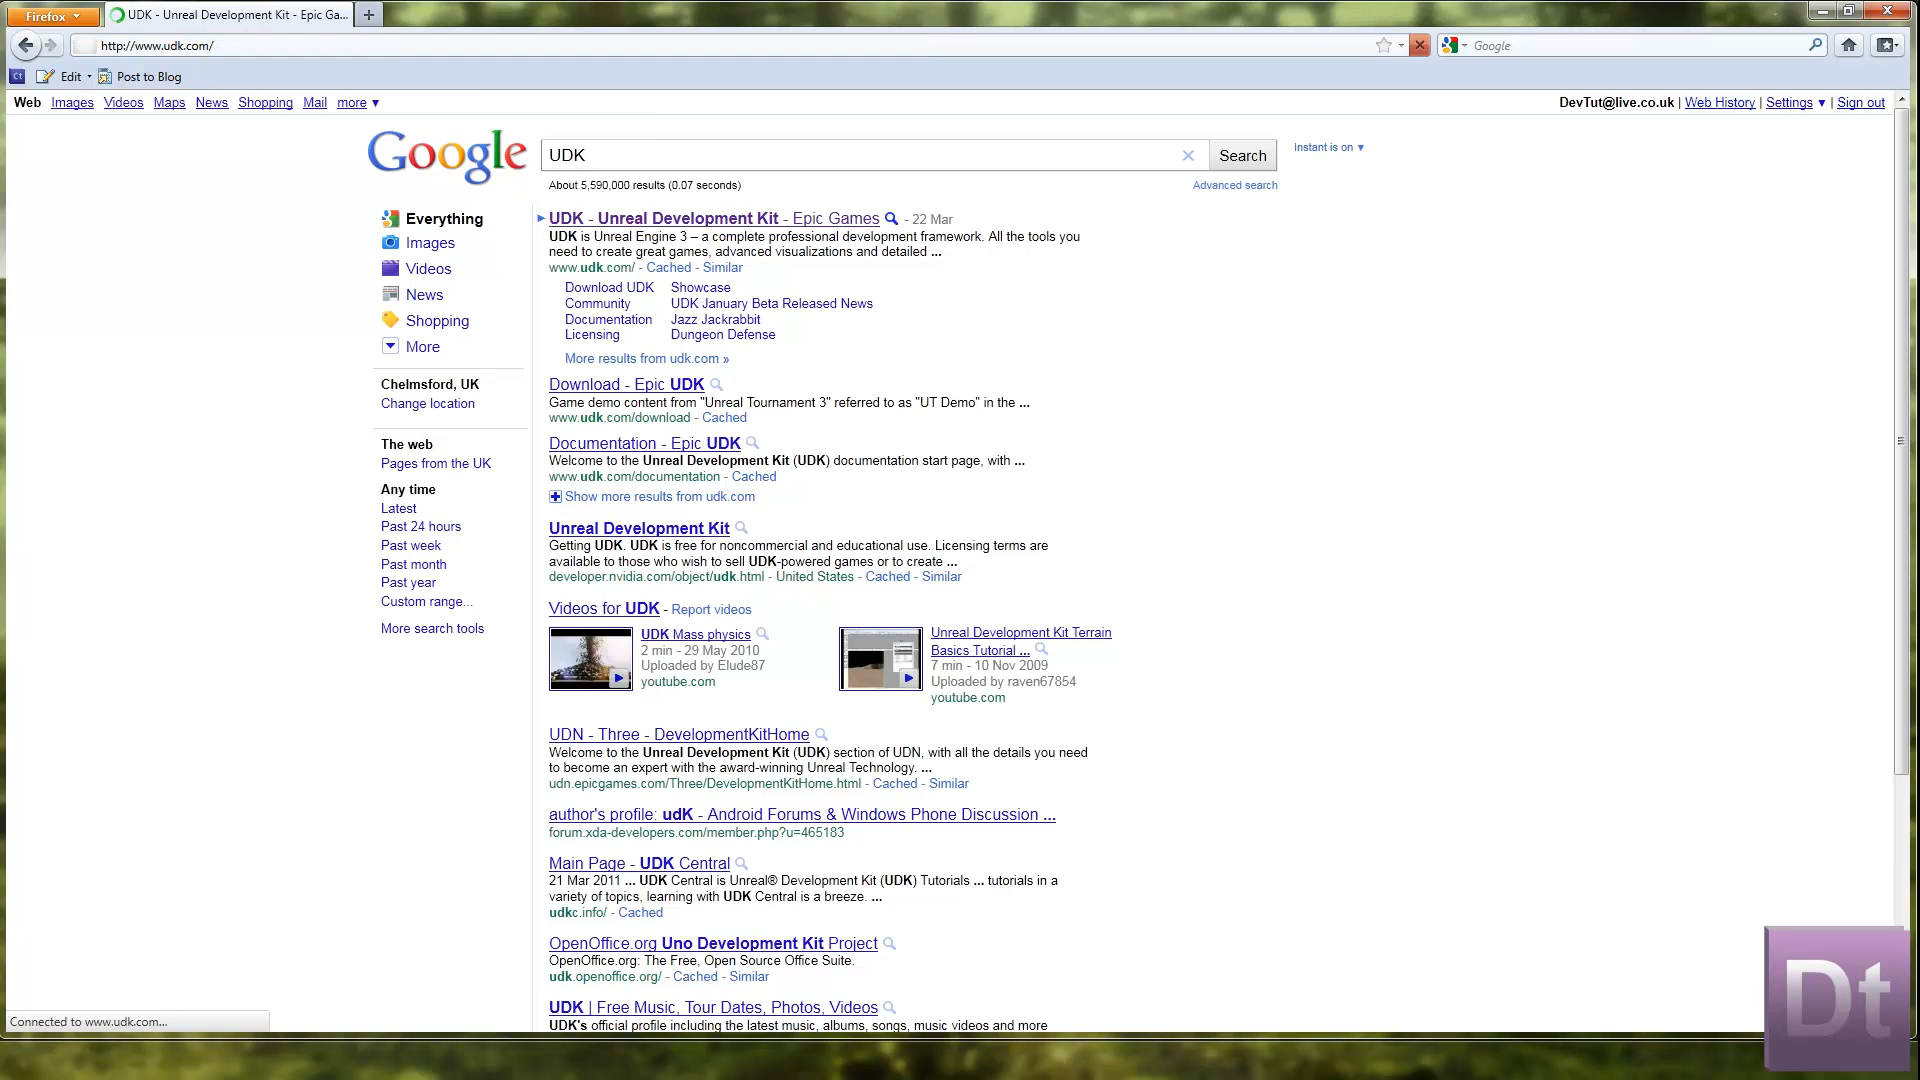 Firefox
UDK - Unreal Development Kit - Epic Ga...
http://www.udk.com/
Google
Ct
Edit
Post to Blog
Web Images Videos Maps News Shopping Mail more ▼
DevTut@live.co.uk | Web History | Settings ▼ | Sign out
Google
UDK
Search
Instant is on ▼
About 5,590,000 results (0.07 seconds)
Advanced search
Everything
Images
Videos
News
Shopping
More
Chelmsford, UK
Change location
The web
Pages from the UK
Any time
Latest
Past 24 hours
Past week
Past month
Past year
Custom range...
More search tools
UDK - Unreal Development Kit - Epic Games - 22 Mar
UDK is Unreal Engine 3 – a complete professional development framework. All the tools you
need to create great games, advanced visualizations and detailed ...
www.udk.com/ - Cached - Similar
Download UDK Showcase
Community UDK January Beta Released News
Documentation Jazz Jackrabbit
Licensing Dungeon Defense
More results from udk.com »
Download - Epic UDK
Game demo content from "Unreal Tournament 3" referred to as "UT Demo" in the ...
www.udk.com/download - Cached
Documentation - Epic UDK
Welcome to the Unreal Development Kit (UDK) documentation start page, with ...
www.udk.com/documentation - Cached
Show more results from udk.com
Unreal Development Kit
Getting UDK. UDK is free for noncommercial and educational use. Licensing terms are
available to those who wish to sell UDK-powered games or to create ...
developer.nvidia.com/object/udk.html - United States - Cached - Similar
Videos for UDK - Report videos
UDK Mass physics
2 min - 29 May 2010
Uploaded by Elude87
youtube.com
Unreal Development Kit Terrain
Basics Tutorial ...
7 min - 10 Nov 2009
Uploaded by raven67854
youtube.com
UDN - Three - DevelopmentKitHome
Welcome to the Unreal Development Kit (UDK) section of UDN, with all the details you need
to become an expert with the award-winning Unreal Technology. ...
udn.epicgames.com/Three/DevelopmentKitHome.html - Cached - Similar
author's profile: udK - Android Forums & Windows Phone Discussion ...
forum.xda-developers.com/member.php?u=465183
Main Page - UDK Central
21 Mar 2011 ... UDK Central is Unreal® Development Kit (UDK) Tutorials ... tutorials in a
variety of topics, learning with UDK Central is a breeze. ...
udkc.info/ - Cached
OpenOffice.org Uno Development Kit Project
OpenOffice.org: The Free, Open Source Office Suite.
udk.openoffice.org/ - Cached - Similar
UDK | Free Music, Tour Dates, Photos, Videos
UDK's official profile including the latest music, albums, songs, music videos and more
Connected to www.udk.com...
Dt